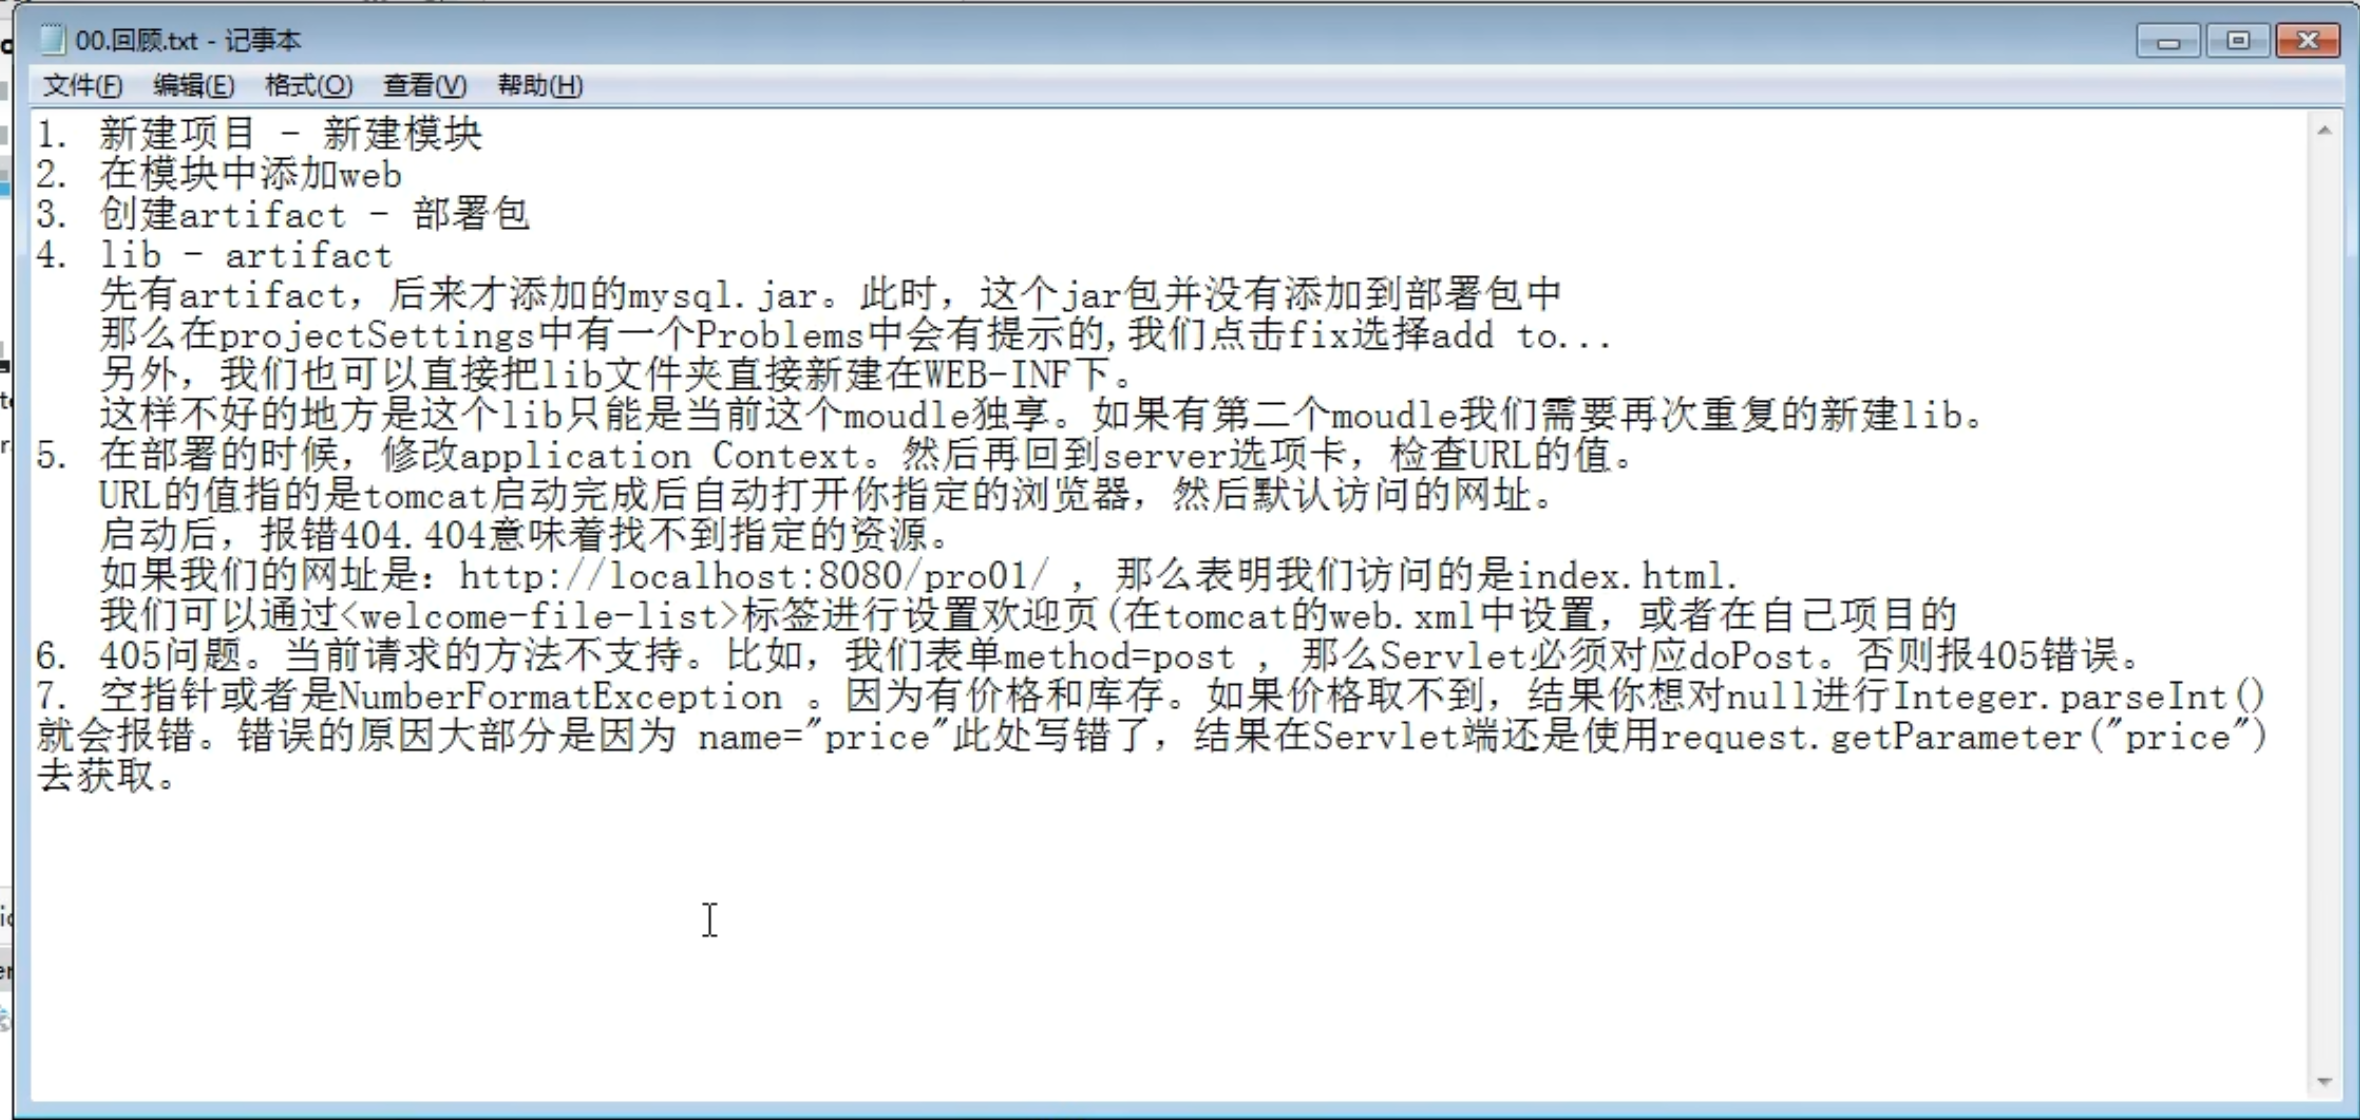 00.回顾.txt - 记事本
文件(F) 编辑(E) 格式(O) 查看(V) 帮助(H)
1. 新建项目 - 新建模块
2. 在模块中添加web
3. 创建artifact - 部署包
4. lib - artifact
先有artifact，后来才添加的mysql.jar。此时，这个jar包并没有添加到部署包中
那么在projectSettings中有一个Problems中会有提示的,我们点击fix选择add to...
另外，我们也可以直接把lib文件夹直接新建在WEB-INF下。
这样不好的地方是这个lib只能是当前这个moudle独享。如果有第二个moudle我们需要再次重复的新建lib。
5. 在部署的时候，修改application Context。然后再回到server选项卡，检查URL的值。
URL的值指的是tomcat启动完成后自动打开你指定的浏览器，然后默认访问的网址。
启动后，报错404.404意味着找不到指定的资源。
如果我们的网址是：http://localhost:8080/pro01/ , 那么表明我们访问的是index.html.
我们可以通过<welcome-file-list>标签进行设置欢迎页(在tomcat的web.xml中设置，或者在自己项目的
6. 405问题。当前请求的方法不支持。比如，我们表单method=post , 那么Servlet必须对应doPost。否则报405错误。
7. 空指针或者是NumberFormatException 。因为有价格和库存。如果价格取不到，结果你想对null进行Integer.parseInt()
就会报错。错误的原因大部分是因为 name="price"此处写错了，结果在Servlet端还是使用request.getParameter("price")
去获取。